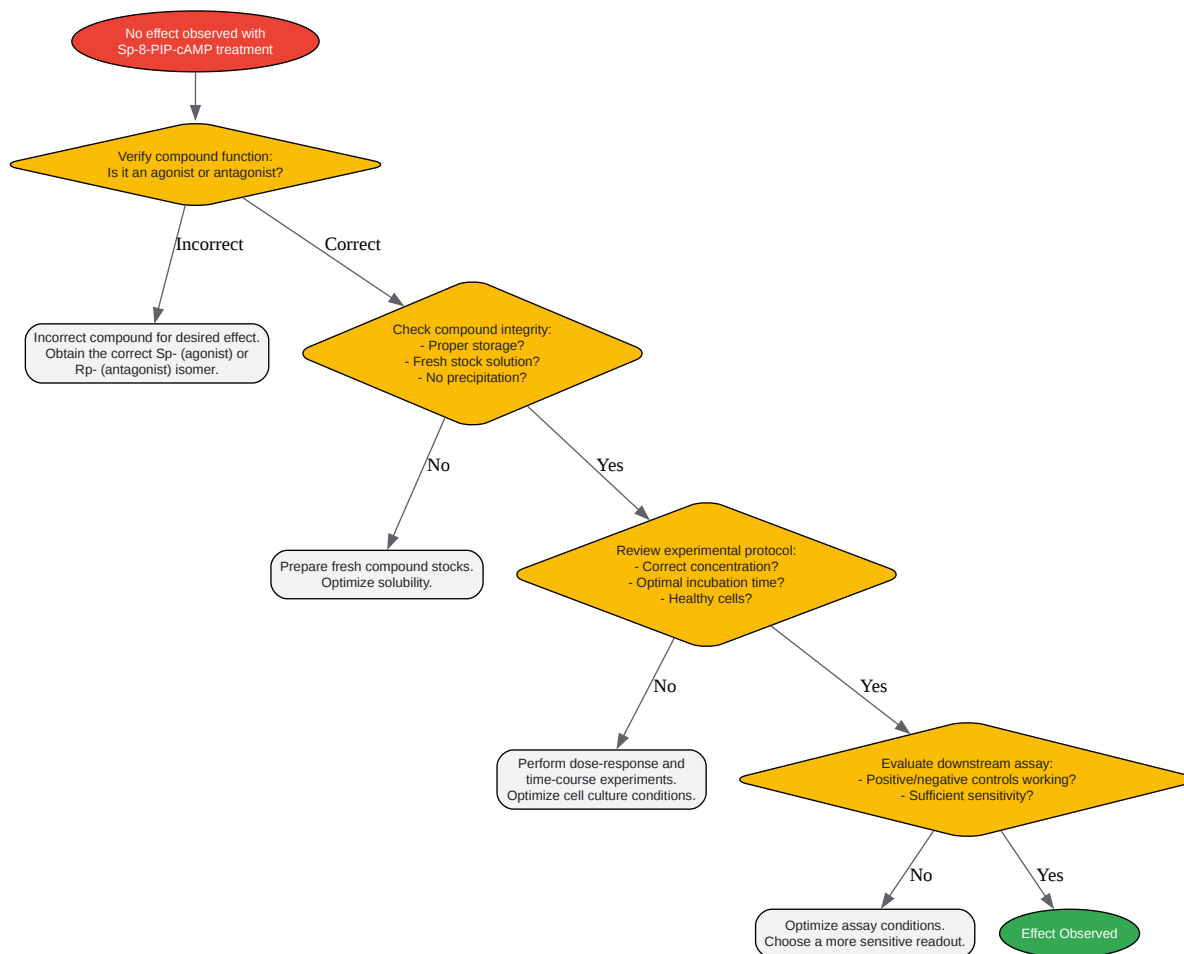 No effect observed with
Sp-8-PIP-cAMP treatment
Verify compound function:
Is it an agonist or antagonist?
Incorrect
Correct
Incorrect compound for desired effect.
Obtain the correct Sp- (agonist) or
Rp- (antagonist) isomer.
Check compound integrity:
- Proper storage?
- Fresh stock solution?
- No precipitation?
No
Yes
Prepare fresh compound stocks.
Optimize solubility.
Review experimental protocol:
- Correct concentration?
- Optimal incubation time?
- Healthy cells?
No
Yes
Perform dose-response and
time-course experiments.
Optimize cell culture conditions.
Evaluate downstream assay:
- Positive/negative controls working?
- Sufficient sensitivity?
No
Yes
Optimize assay conditions.
Choose a more sensitive readout.
Effect Observed